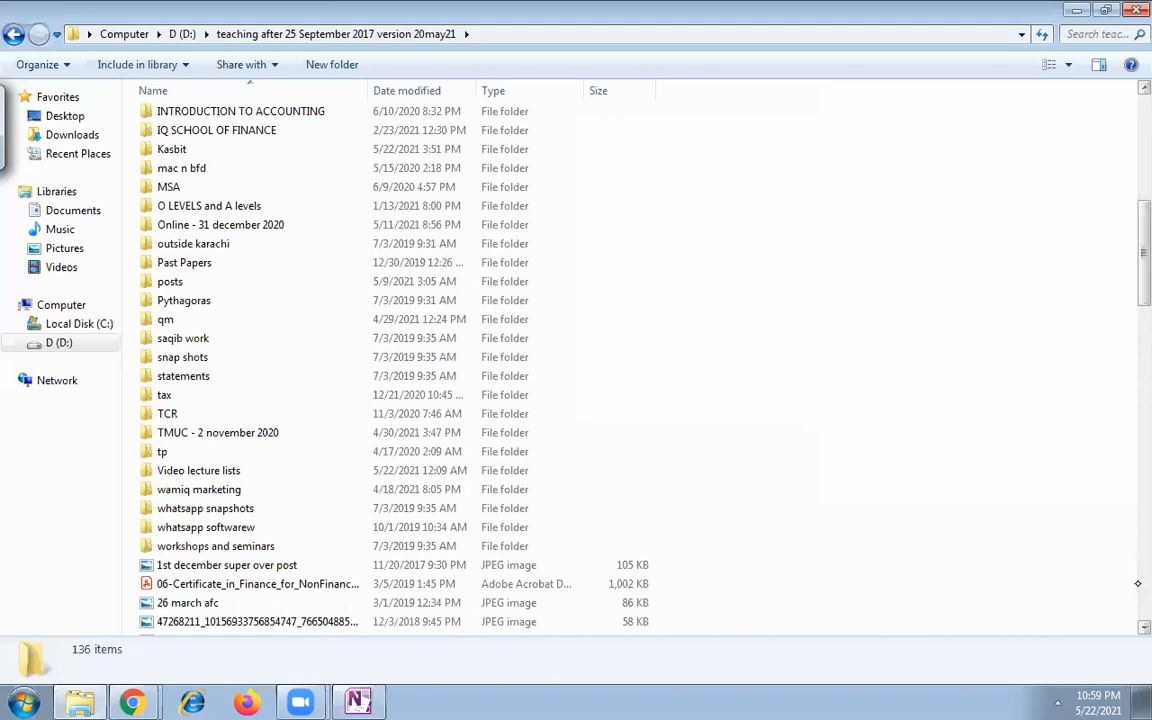 Computer D (D:) teaching after 25 September 2017 version 20may21 Search teac...
Organize Include in library Share with New folder
Name Date modified Type Size
Favorites
Desktop
Downloads
Recent Places
Libraries
Documents
Music
Pictures
Videos
Computer
Local Disk (C:)
D (D:)
Network
INTRODUCTION TO ACCOUNTING 6/10/2020 8:32 PM File folder
IQ SCHOOL OF FINANCE 2/23/2021 12:30 PM File folder
Kasbit 5/22/2021 3:51 PM File folder
mac n bfd 5/15/2020 2:18 PM File folder
MSA 6/9/2020 4:57 PM File folder
O LEVELS and A levels 1/13/2021 8:00 PM File folder
Online - 31 december 2020 5/11/2021 8:56 PM File folder
outside karachi 7/3/2019 9:31 AM File folder
Past Papers 12/30/2019 12:26 ... File folder
posts 5/9/2021 3:05 AM File folder
Pythagoras 7/3/2019 9:31 AM File folder
qm 4/29/2021 12:24 PM File folder
saqib work 7/3/2019 9:35 AM File folder
snap shots 7/3/2019 9:35 AM File folder
statements 7/3/2019 9:35 AM File folder
tax 12/21/2020 10:45 ... File folder
TCR 11/3/2020 7:46 AM File folder
TMUC - 2 november 2020 4/30/2021 3:47 PM File folder
tp 4/17/2020 2:09 AM File folder
Video lecture lists 5/22/2021 12:09 AM File folder
wamiq marketing 4/18/2021 8:05 PM File folder
whatsapp snapshots 7/3/2019 9:35 AM File folder
whatsapp softwarew 10/1/2019 10:34 AM File folder
workshops and seminars 7/3/2019 9:35 AM File folder
1st december super over post 11/20/2017 9:30 PM JPEG image 105 KB
06-Certificate_in_Finance_for_NonFinanc... 3/5/2019 1:45 PM Adobe Acrobat D... 1,002 KB
26 march afc 3/1/2019 12:34 PM JPEG image 86 KB
47268211_10156933756854747_766504885... 12/3/2018 9:45 PM JPEG image 58 KB
136 items
10:59 PM
5/22/2021